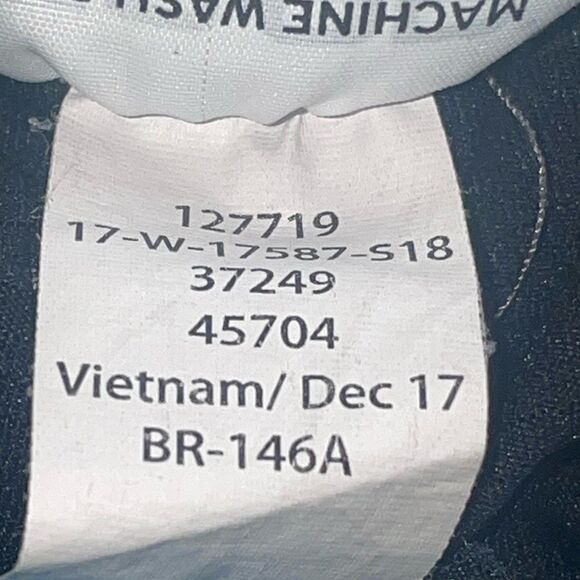 MACHINE WASH
127719
17-W-17587-S18
37249
45704
Vietnam/ Dec 17
BR-146A